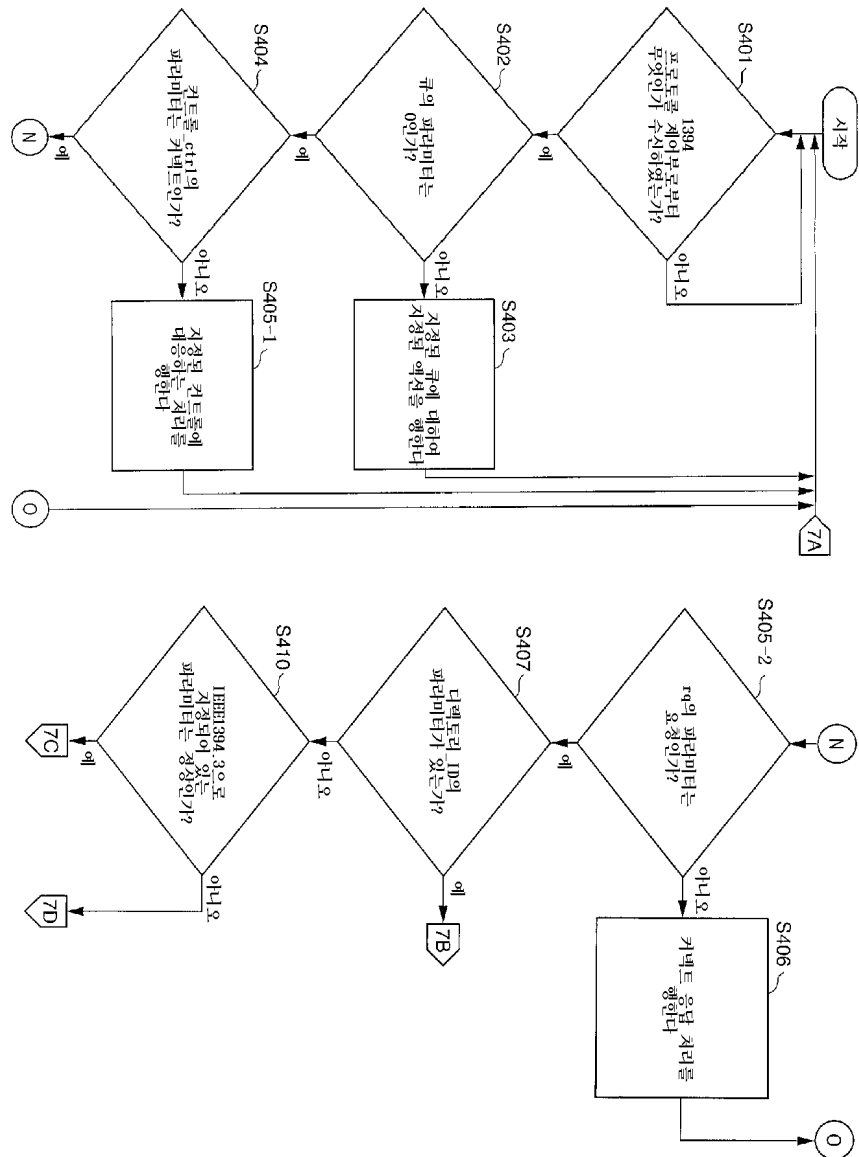 시작
S401
1394
프로토콜 제어부로부터
무엇인가 수신하였는가?
아니요
예
S402
큐의 파라미터는
0인가?
아니요
예
S403
지정된 큐에 대하여
지정된 액션을 행한다
S404
컨트롤_ctrl의
파라미터는 커넥트인가?
아니요
예
S405-1
지정된 컨트롤에
대응하는 처리를
행한다
N
O
7A
N
S405-2
rq의 파라미터는
요청인가?
아니요
예
S406
커넥트 응답 처리를
행한다
O
S407
디렉토리_ID의
파라미터가 있는가?
예
7B
아니요
S410
IEEE1394.3으로
지정되어 있는
파라미터는 정상인가?
아니요
예
7C
7D